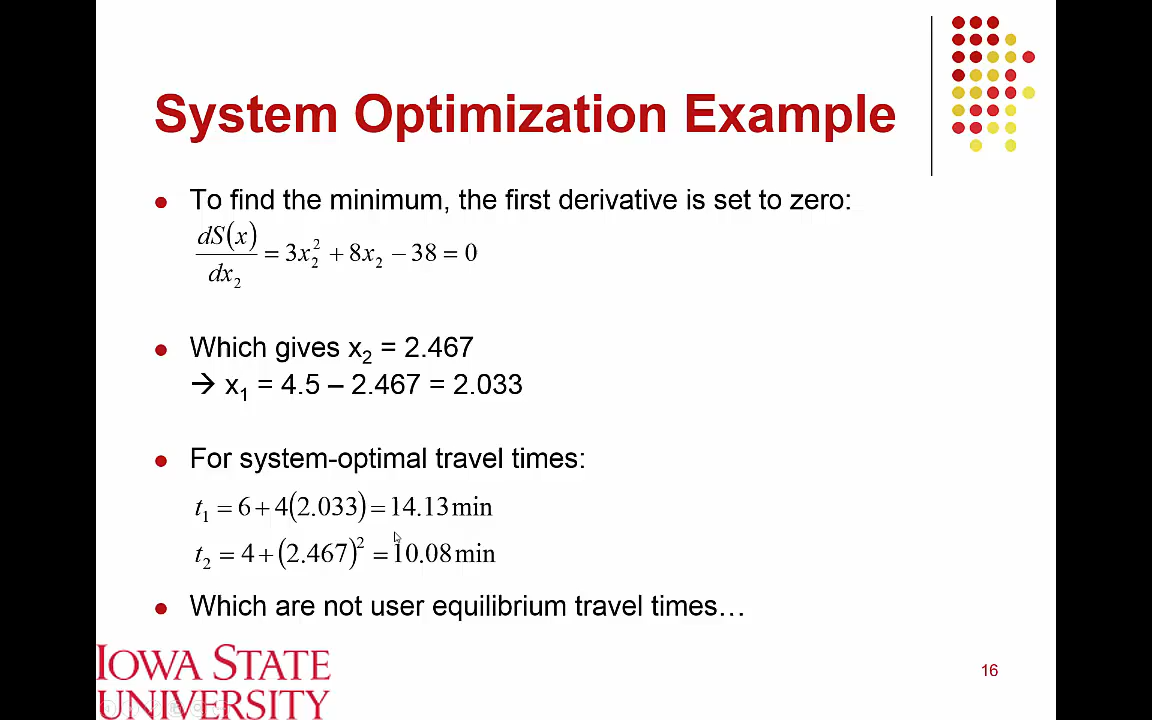 System Optimization Example
● To find the minimum, the first derivative is set to zero:
dS(x)/dx₂ = 3x₂² + 8x₂ − 38 = 0
● Which gives x₂ = 2.467
→ x₁ = 4.5 – 2.467 = 2.033
● For system-optimal travel times:
t₁ = 6 + 4(2.033) = 14.13 min
t₂ = 4 + (2.467)² = 10.08 min
● Which are not user equilibrium travel times…
IOWA STATE
UNIVERSITY
16